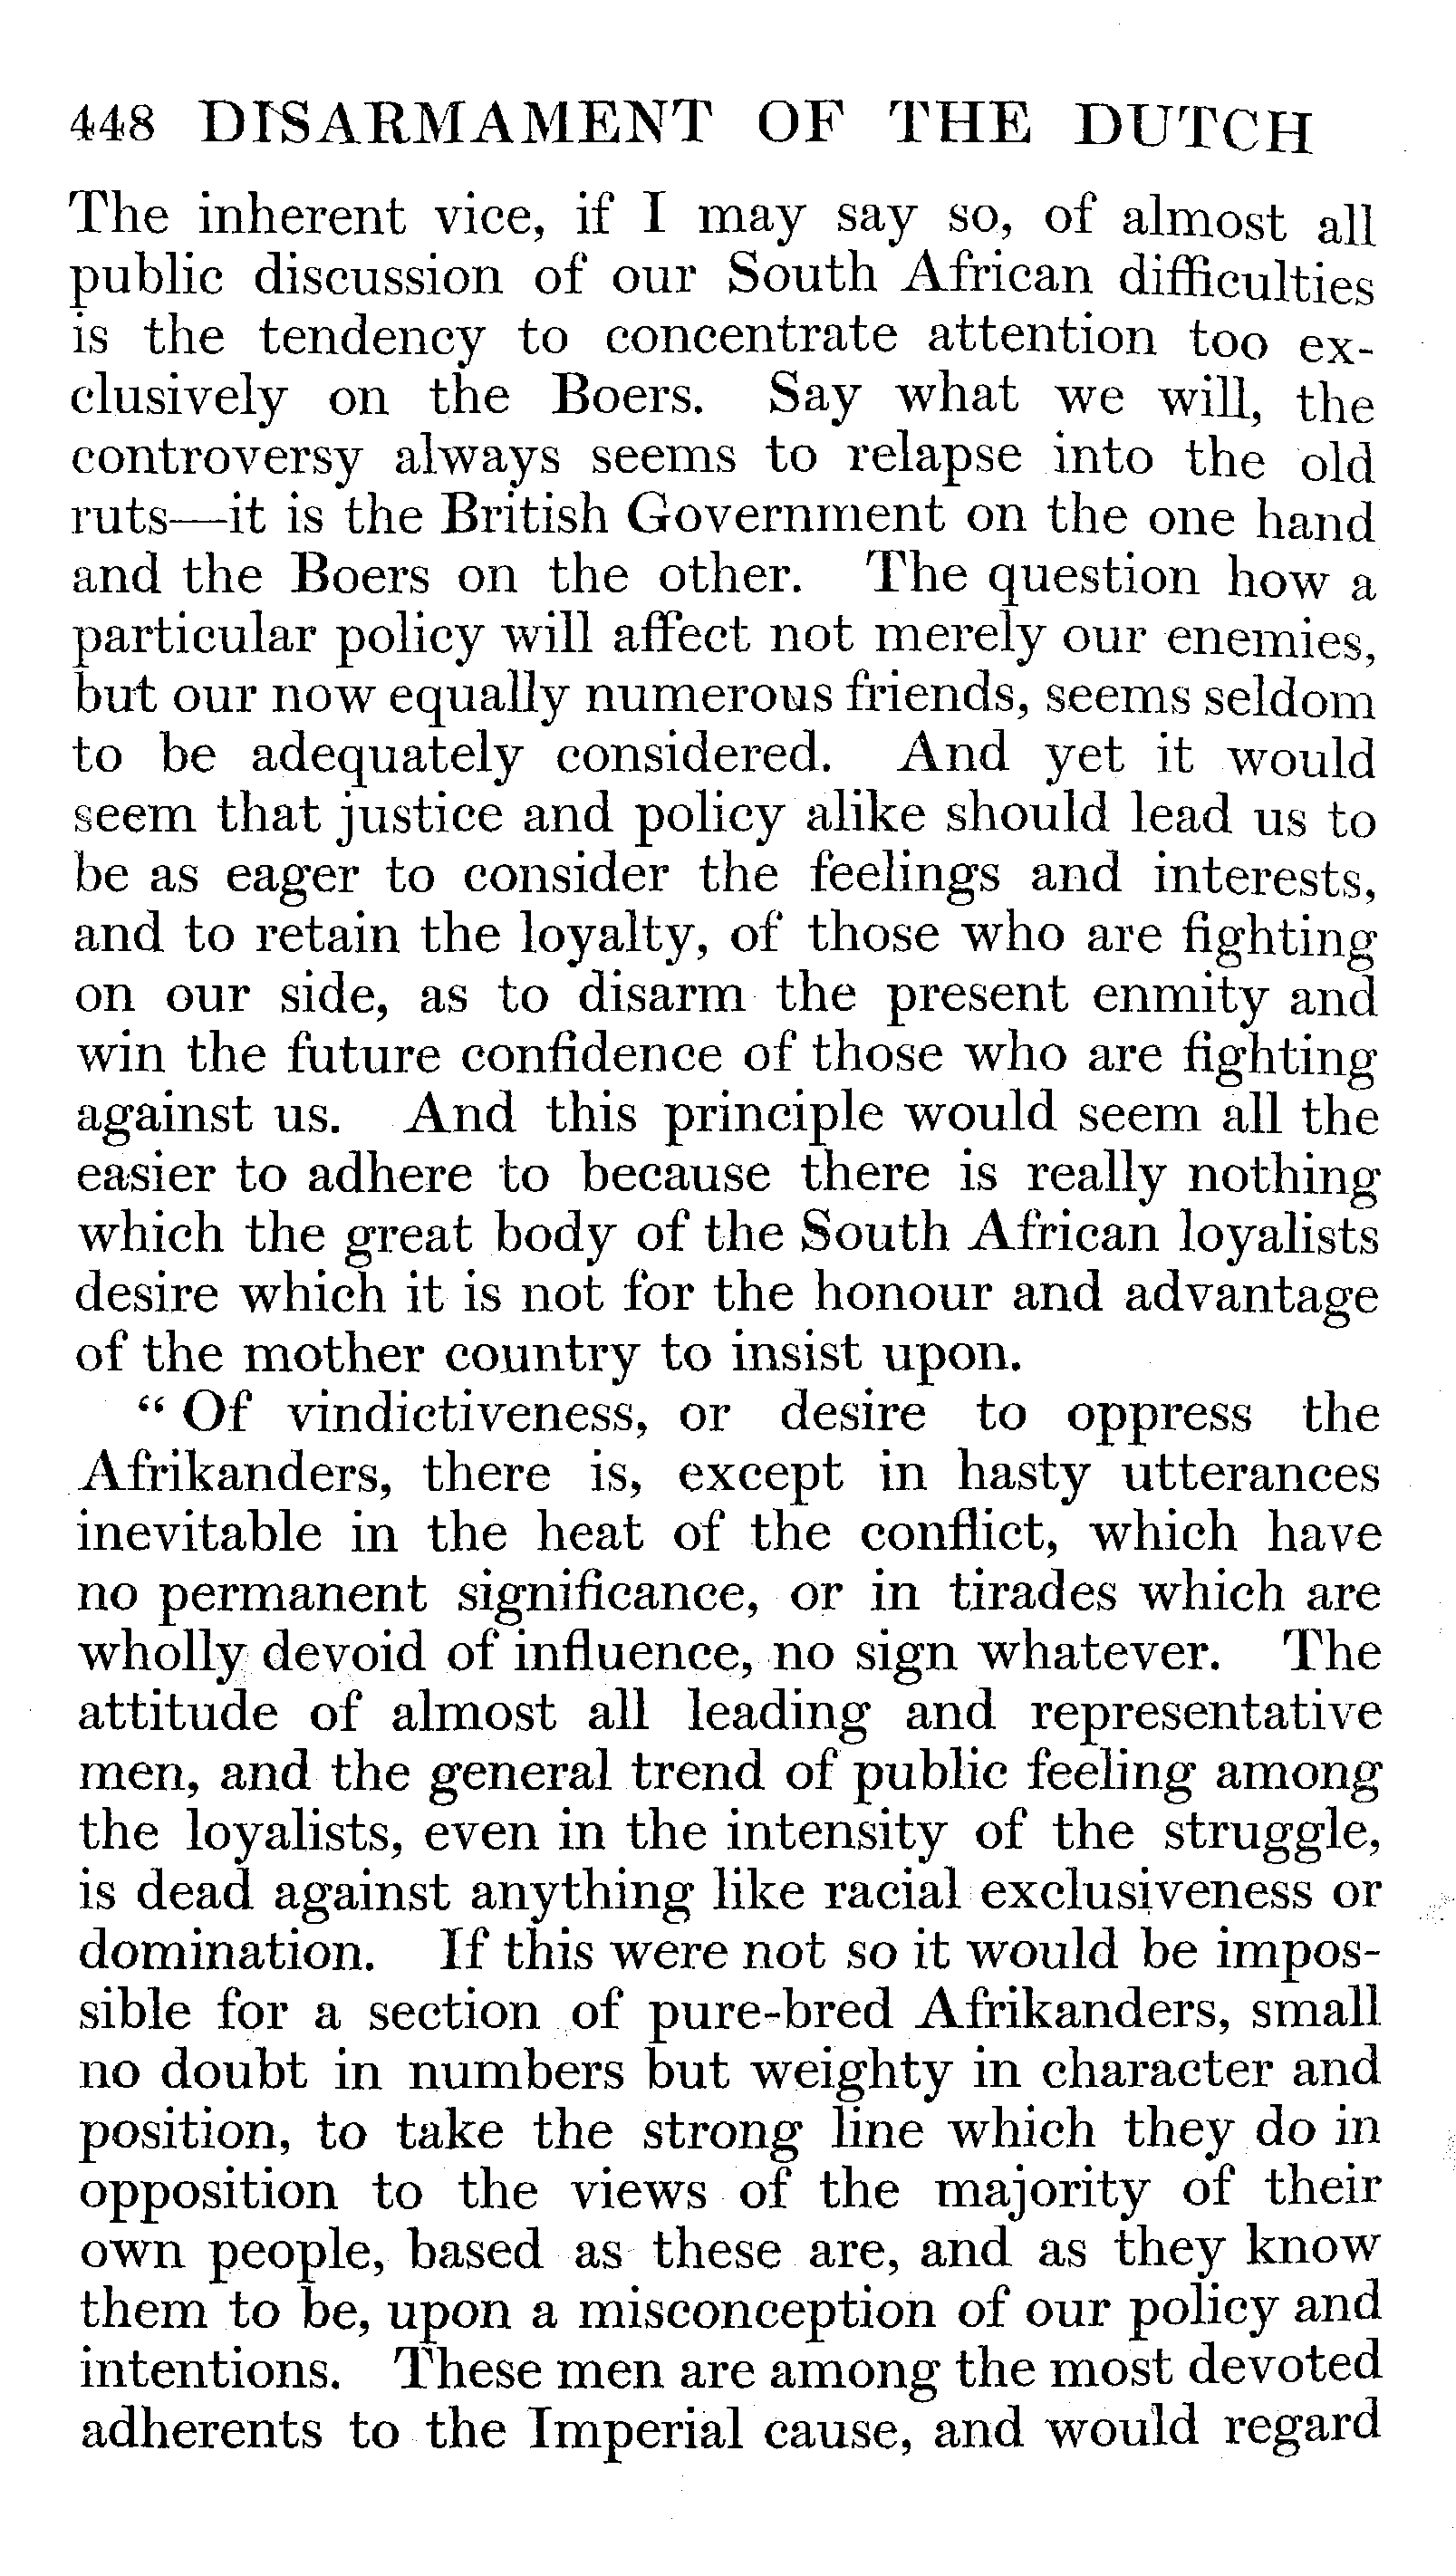 448 DISARMAMENT OF THE DUTCH
The inherent vice, if I may say so, of almost all
public discussion of our South African difficulties
is the tendency to concentrate attention too ex-
clusively on the Boers. Say what we will, the
controversy always seems to relapse into the old
ruts—it is the British Government on the one hand
and the Boers on the other. The question how a
particular policy will affect not merely our enemies,
but our now equally numerous friends, seems seldom
to be adequately considered. And yet it would
seem that justice and policy alike should lead us to
be as eager to consider the feelings and interests,
and to retain the loyalty, of those who are fighting
on our side, as to disarm the present enmity and
win the future confidence of those who are fighting
against us. And this principle would seem all the
easier to adhere to because there is really nothing
which the great body of the South African loyalists
desire which it is not for the honour and advantage
of the mother country to insist upon.
“ Of vindictiveness, or desire to oppress the
Afrikanders, there is, except in hasty utterances
inevitable in the heat of the conflict, which have
no permanent significance, or in tirades which are
wholly devoid of influence, no sign whatever. The
attitude of almost all leading and representative
men, and the general trend of public feeling among
the loyalists, even in the intensity of the struggle,
is dead against anything like racial exclusiveness or
domination. If this were not so it would be impos-
sible for a section of pure-bred Afrikanders, small
no doubt in numbers but weighty in character and
position, to take the strong line which they do in
opposition to the views of the majority of their
own people, based as these are, and as they know
them to be, upon a misconception of our policy and
intentions. These men are among the most devoted
adherents to the Imperial cause, and would regard